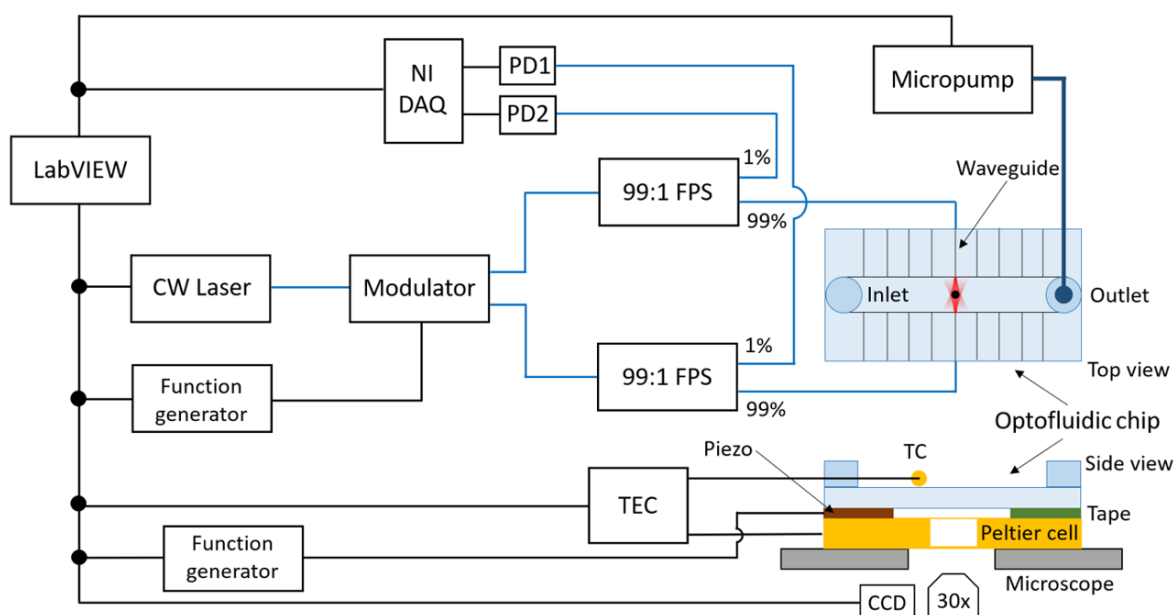 NI
DAQ
PD1
PD2
Micropump
LabVIEW
1%
99:1 FPS
99%
Waveguide
CW Laser
Modulator
Inlet
Outlet
1%
99:1 FPS
99%
Top view
Function
generator
Optofluidic chip
Piezo
TC
Side view
TEC
Tape
Peltier cell
Function
generator
Microscope
CCD
30x